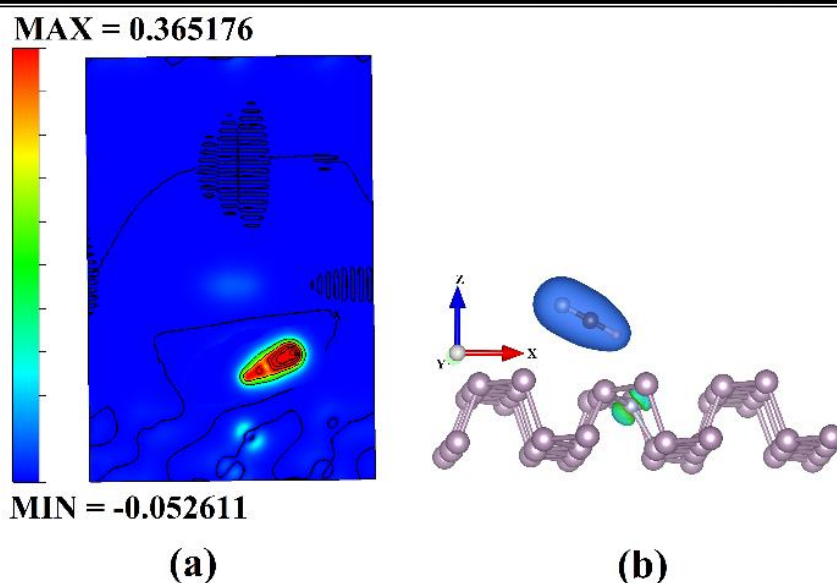 MAX = 0.365176
MIN = -0.052611
Z
Y
X
(a)
(b)